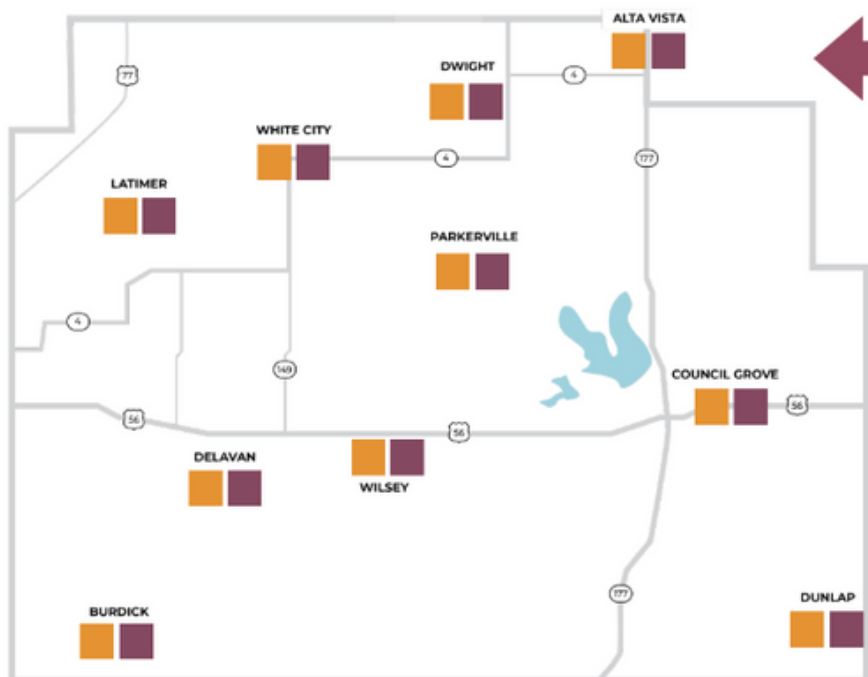 ALTA VISTA
77
DWIGHT
4
WHITE CITY
4
177
LATIMER
PARKERVILLE
4
149
COUNCIL GROVE
56
56
56
DELAVAN
WILSEY
177
BURDICK
DUNLAP